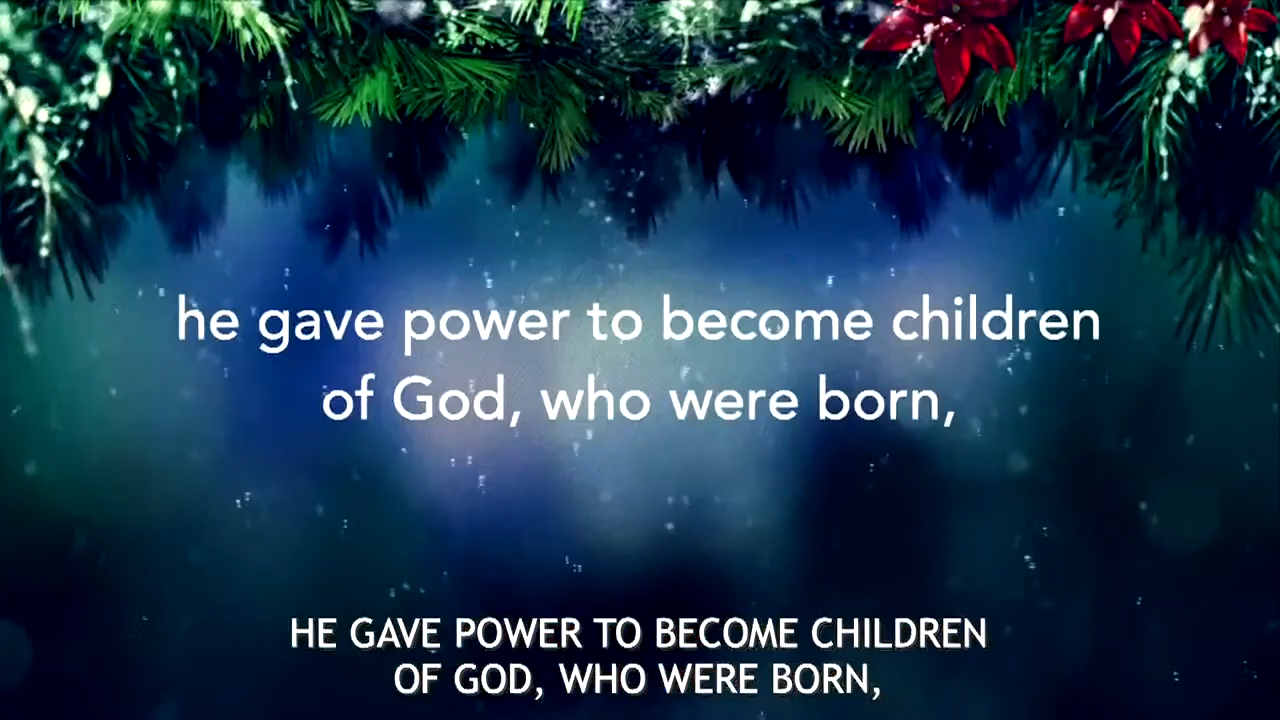 he gave power to become children
of God, who were born,
HE GAVE POWER TO BECOME CHILDREN
OF GOD, WHO WERE BORN,